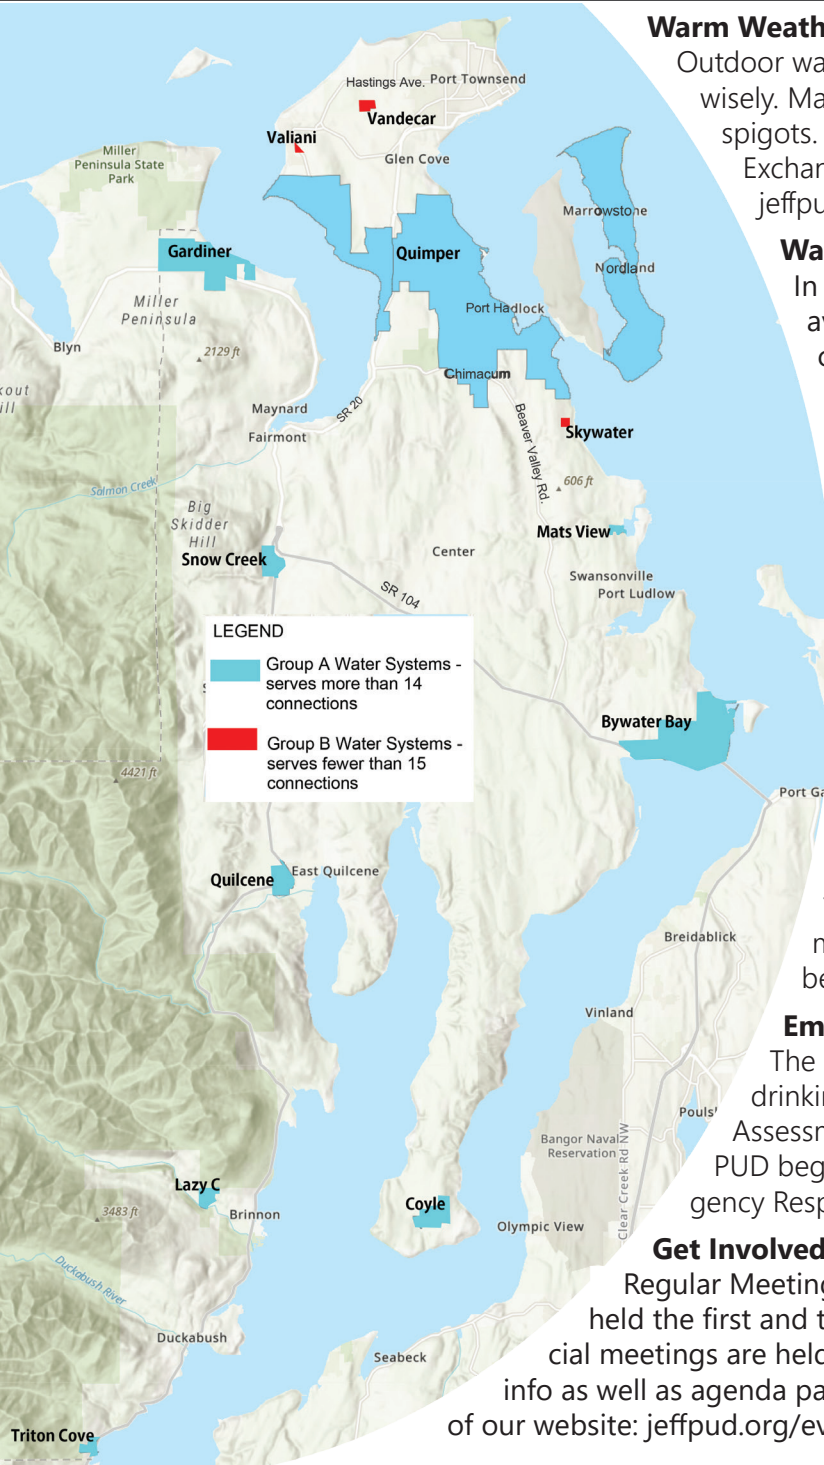 Warm Weath
Outdoor wa
wisely. Ma
spigots.
Exchan
jeffpu
Wa
In
av
Hastings Ave.
Port Townsend
Vandecar
Valiani
Glen Cove
Miller
Peninsula State
Park
Marrowstone
Gardiner
Quimper
Nordland
Miller
Peninsula
Port Hadlock
Blyn
2129 ft
Chimacum
Maynard
SR 20
Fairmont
Beaver Valley Rd.
Skywater
Salmon Creek
606 ft
Big
Skidder
Hill
Mats View
Snow Creek
Center
Swansonville
Port Ludlow
SR 104
LEGEND
Group A Water Systems -
serves more than 14
connections
Group B Water Systems -
serves fewer than 15
connections
Bywater Bay
4421 ft
Port Ga
Quilcene
East Quilcene
Breidablick
be
Vinland
Em
The
drinki
Assessm
PUD beg
gency Resp
Pouls
Bangor Naval
Reservation
Clear Creek Rd NW
Lazy C
Coyle
3483 ft
Brinnon
Olympic View
Duckabush River
Get Involved
Regular Meeting
held the first and t
cial meetings are held
info as well as agenda pa
of our website: jeffpud.org/ev
Duckabush
Seabeck
Triton Cove